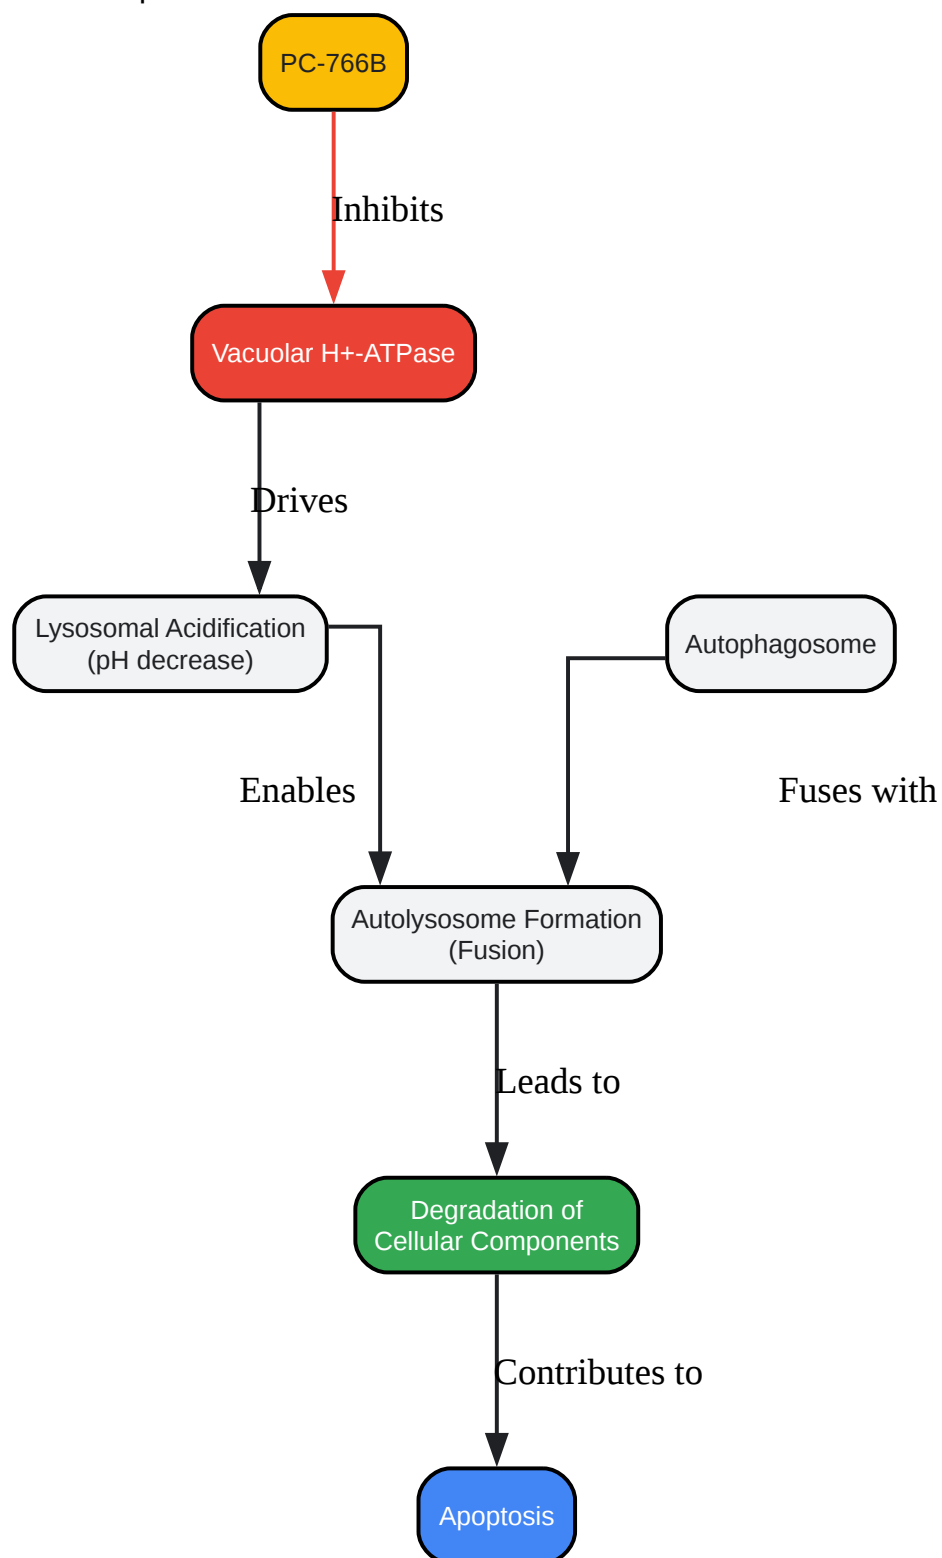 PC-766B
Inhibits
Vacuolar H+-ATPase
Drives
Lysosomal Acidification
(pH decrease)
Autophagosome
Enables
Fuses with
Autolysosome Formation
(Fusion)
Leads to
Degradation of
Cellular Components
Contributes to
Apoptosis